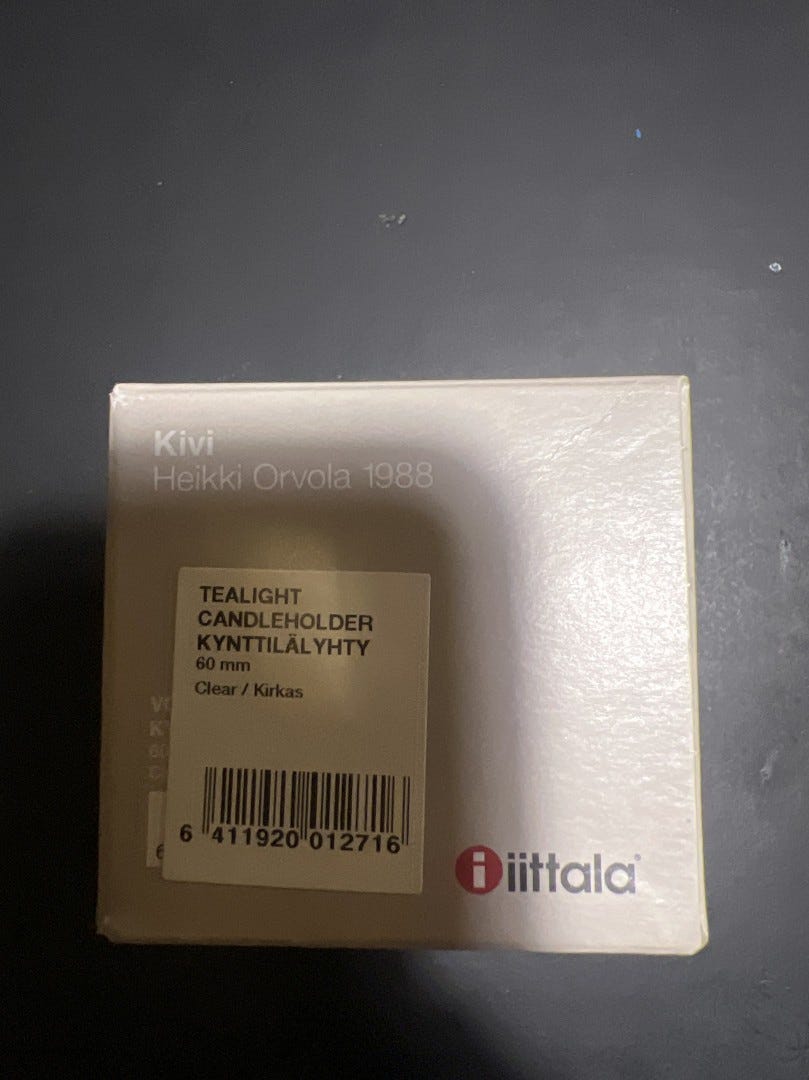 Kivi
Heikki Orvola 1988
TEALIGHT
CANDLEHOLDER
KYNTTILÄLYHTY
60 mm
Clear / Kirkas
6 411920 012716
iittala